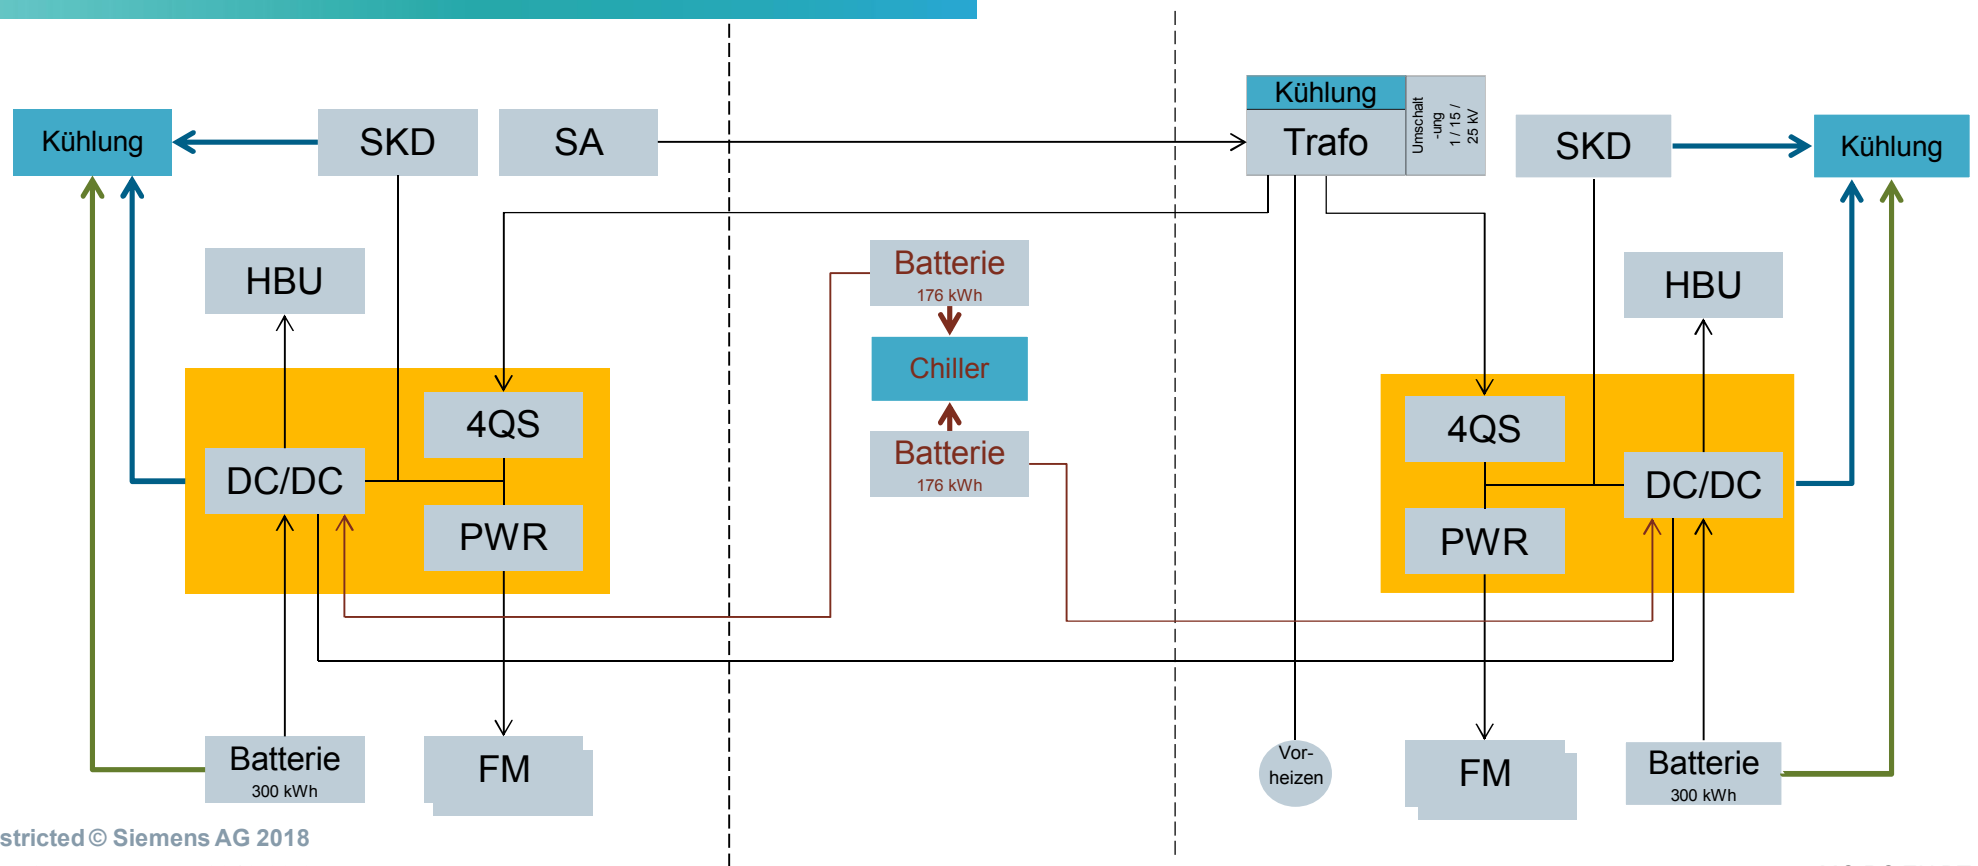 Kühlung
SKD
SA
Kühlung
Trafo
Umschalt
-ung
1 / 15 /
25 kV
SKD
Kühlung
HBU
Batterie
176 kWh
Chiller
Batterie
176 kWh
HBU
4QS
DC/DC
PWR
4QS
DC/DC
PWR
Batterie
300 kWh
FM
Vor-
heizen
FM
Batterie
300 kWh
stricted © Siemens AG 2018